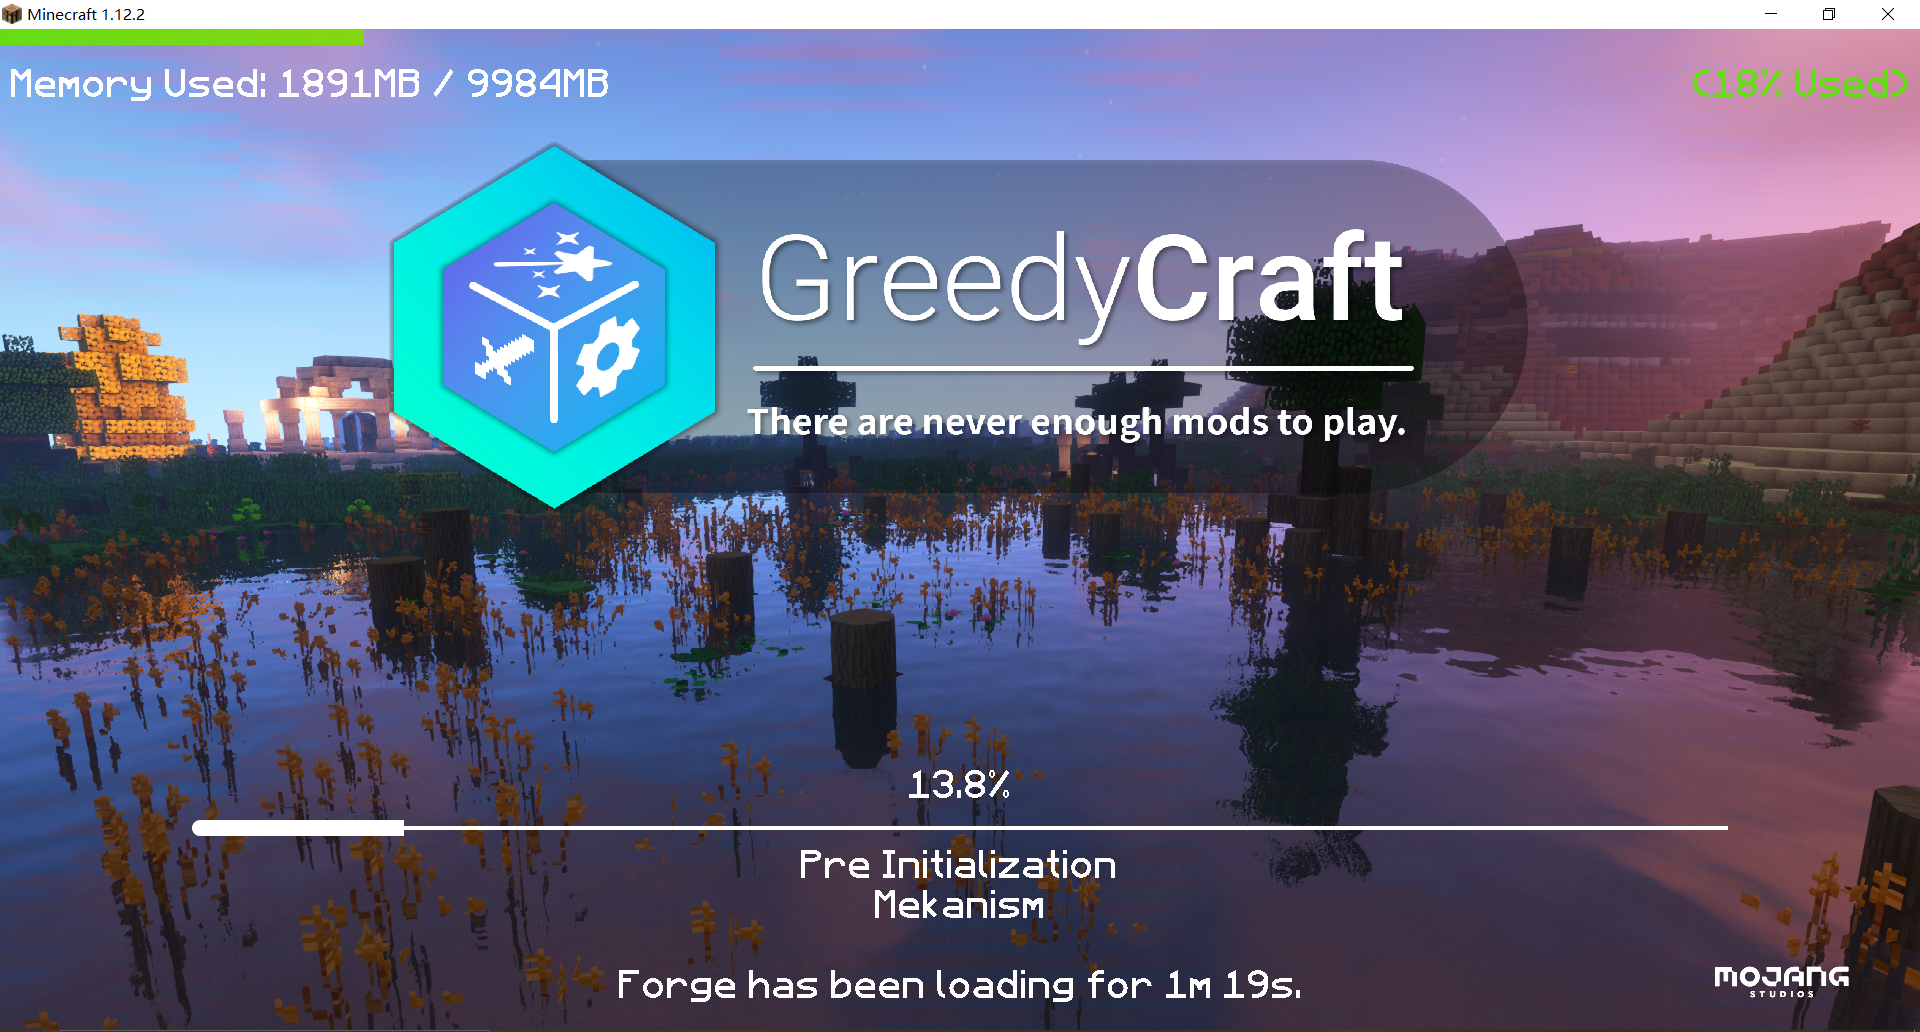 Minecraft 1.12.2
Memory Used: 1891MB / 9984MB
(18% Used)
GreedyCraft
There are never enough mods to play.
13.8%
Pre Initialization
Mekanism
Forge has been loading for 1m 19s.
MOJANG
STUDIOS